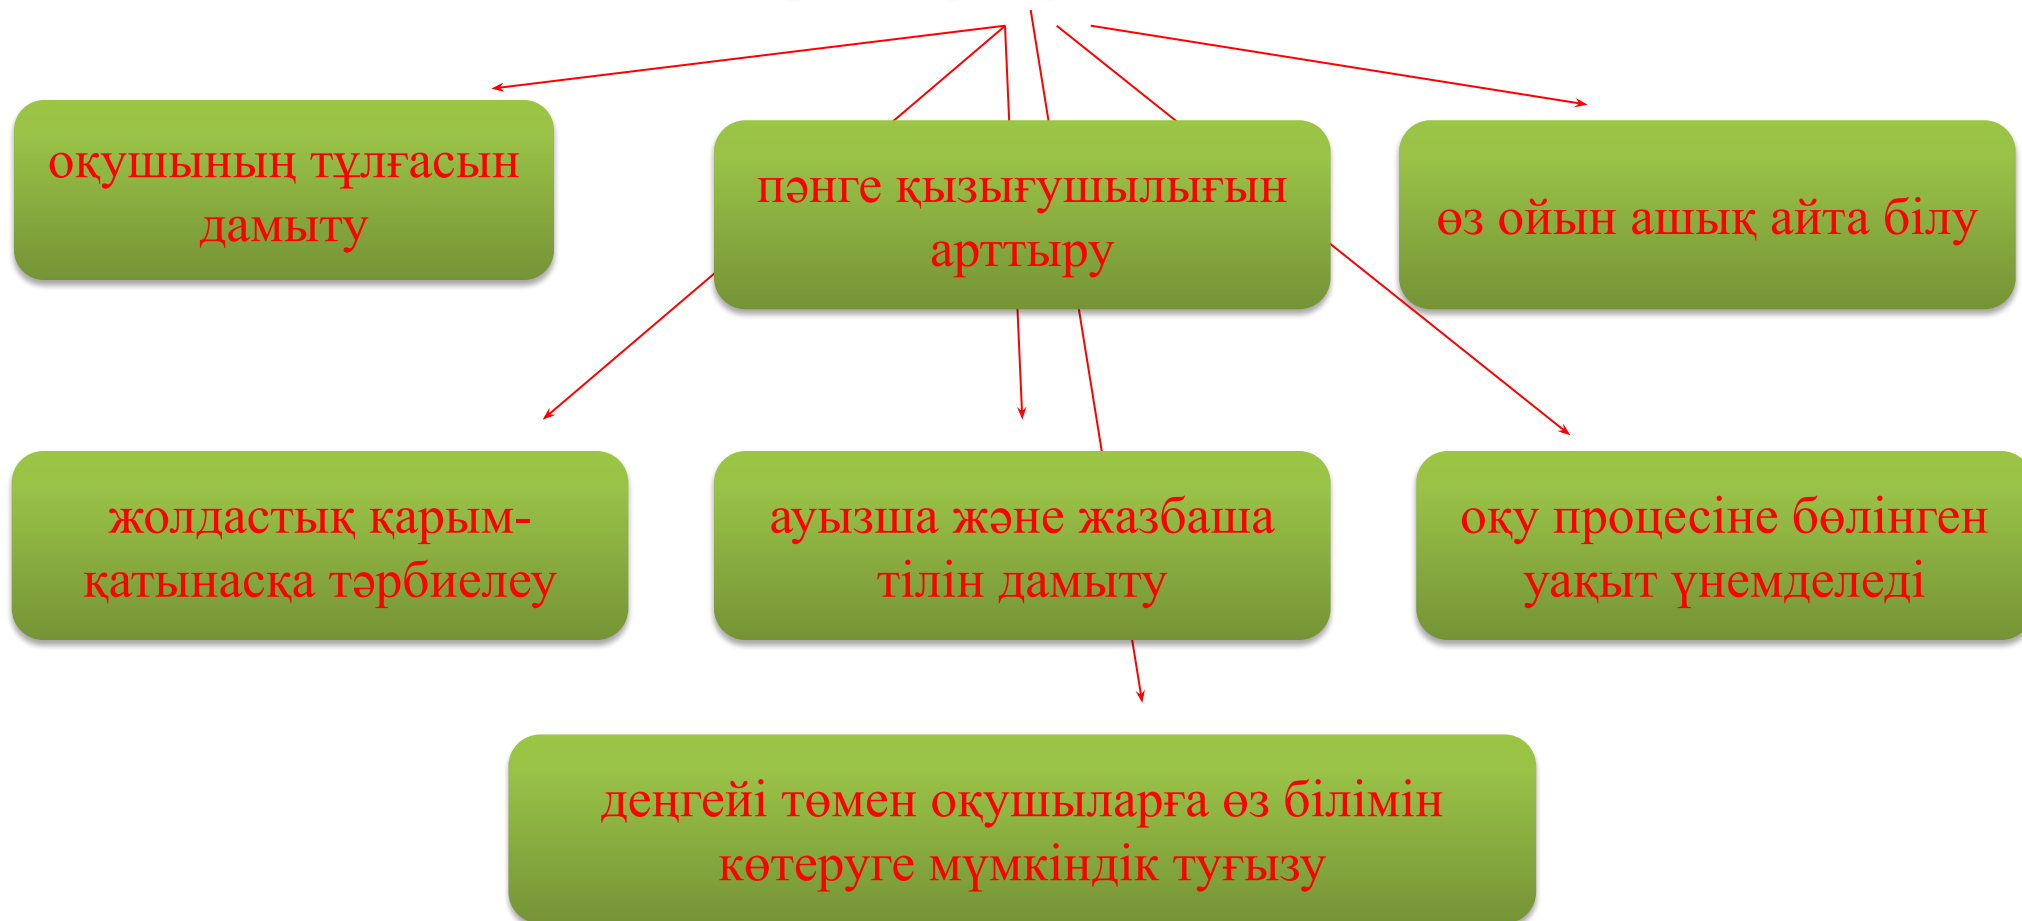 оқушының тұлғасын
дамыту
пәнге қызығушылығын
арттыру
өз ойын ашық айта білу
жолдастық қарым-
қатынасқа тәрбиелеу
ауызша және жазбаша
тілін дамыту
оқу процесіне бөлінген
уақыт үнемделеді
деңгейі төмен оқушыларға өз білімін
көтеруге мүмкіндік туғызу